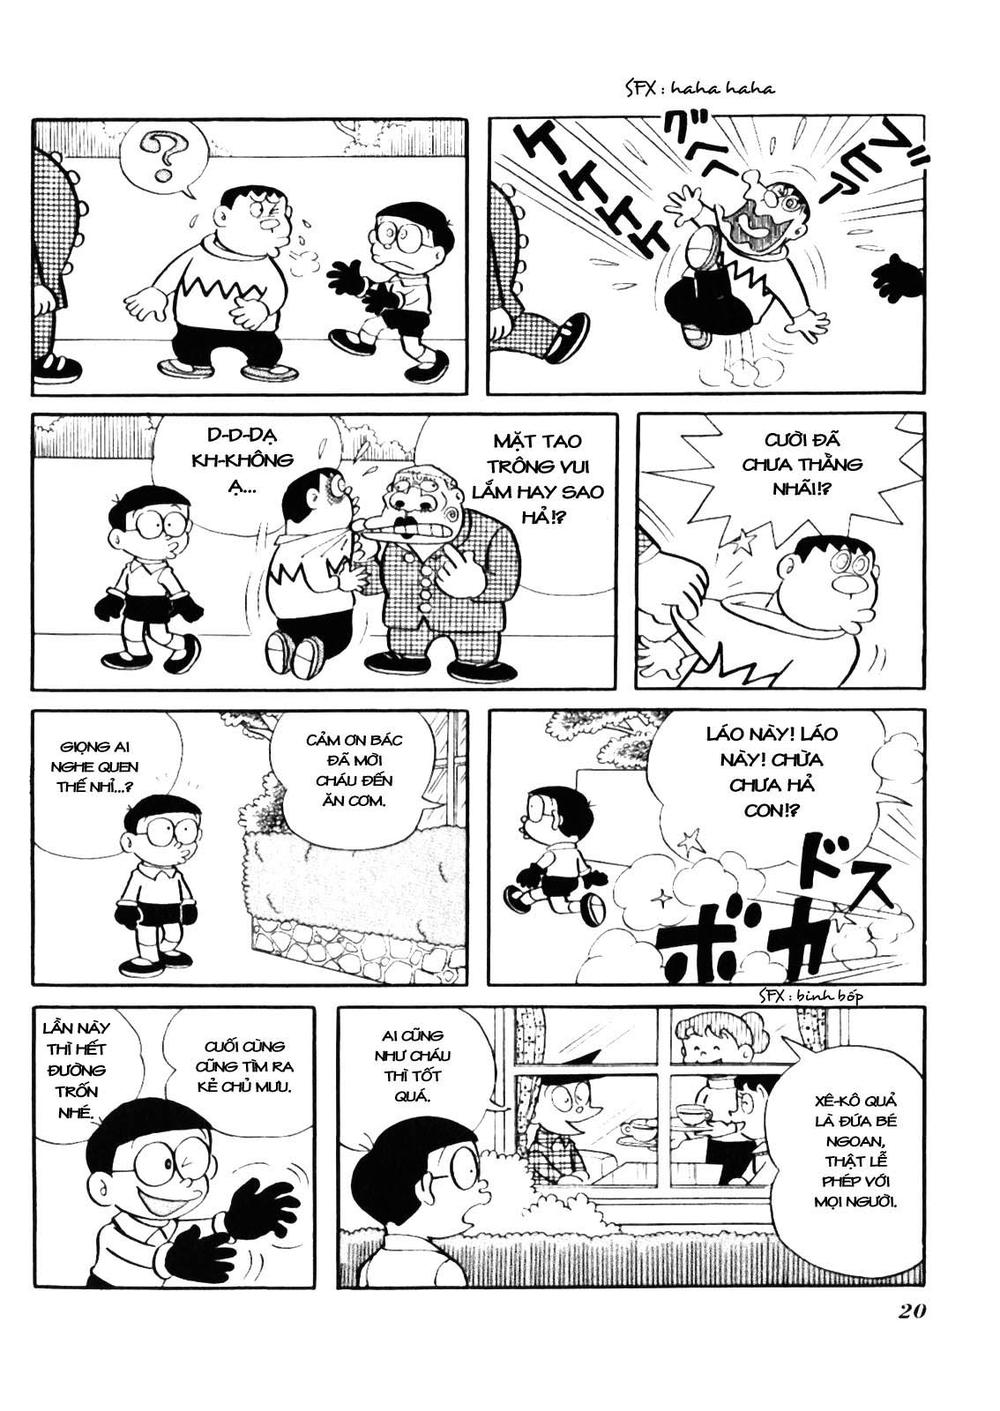 SFX : haha haha
?
ケケケケ
グヘヘ
D-D-DẠ
KH-KHÔNG
Ạ...
MẶT TAO
TRÔNG VUI
LẮM HAY SAO
HẢ!?
CƯỜI ĐÃ
CHƯA THẰNG
NHÃI!?
GIỌNG AI
NGHE QUEN
THẾ NHỈ...?
CẢM ƠN BÁC
ĐÃ MỜI
CHÁU ĐẾN
ĂN CƠM.
LÁO NÀY! LÁO
NÀY! CHỪA
CHƯA HẢ
CON!?
ボカ
ドス
SFX : binh bốp
LẦN NÀY
THÌ HẾT
ĐƯỜNG
TRỐN
NHÉ.
CUỐI CÙNG
CŨNG TÌM RA
KẺ CHỦ MƯU.
AI CŨNG
NHƯ CHÁU
THÌ TỐT
QUÁ.
XÊ-KÔ QUẢ
LÀ ĐỨA BÉ
NGOAN,
THẬT LỄ
PHÉP VỚI
MỌI NGƯỜI.
20